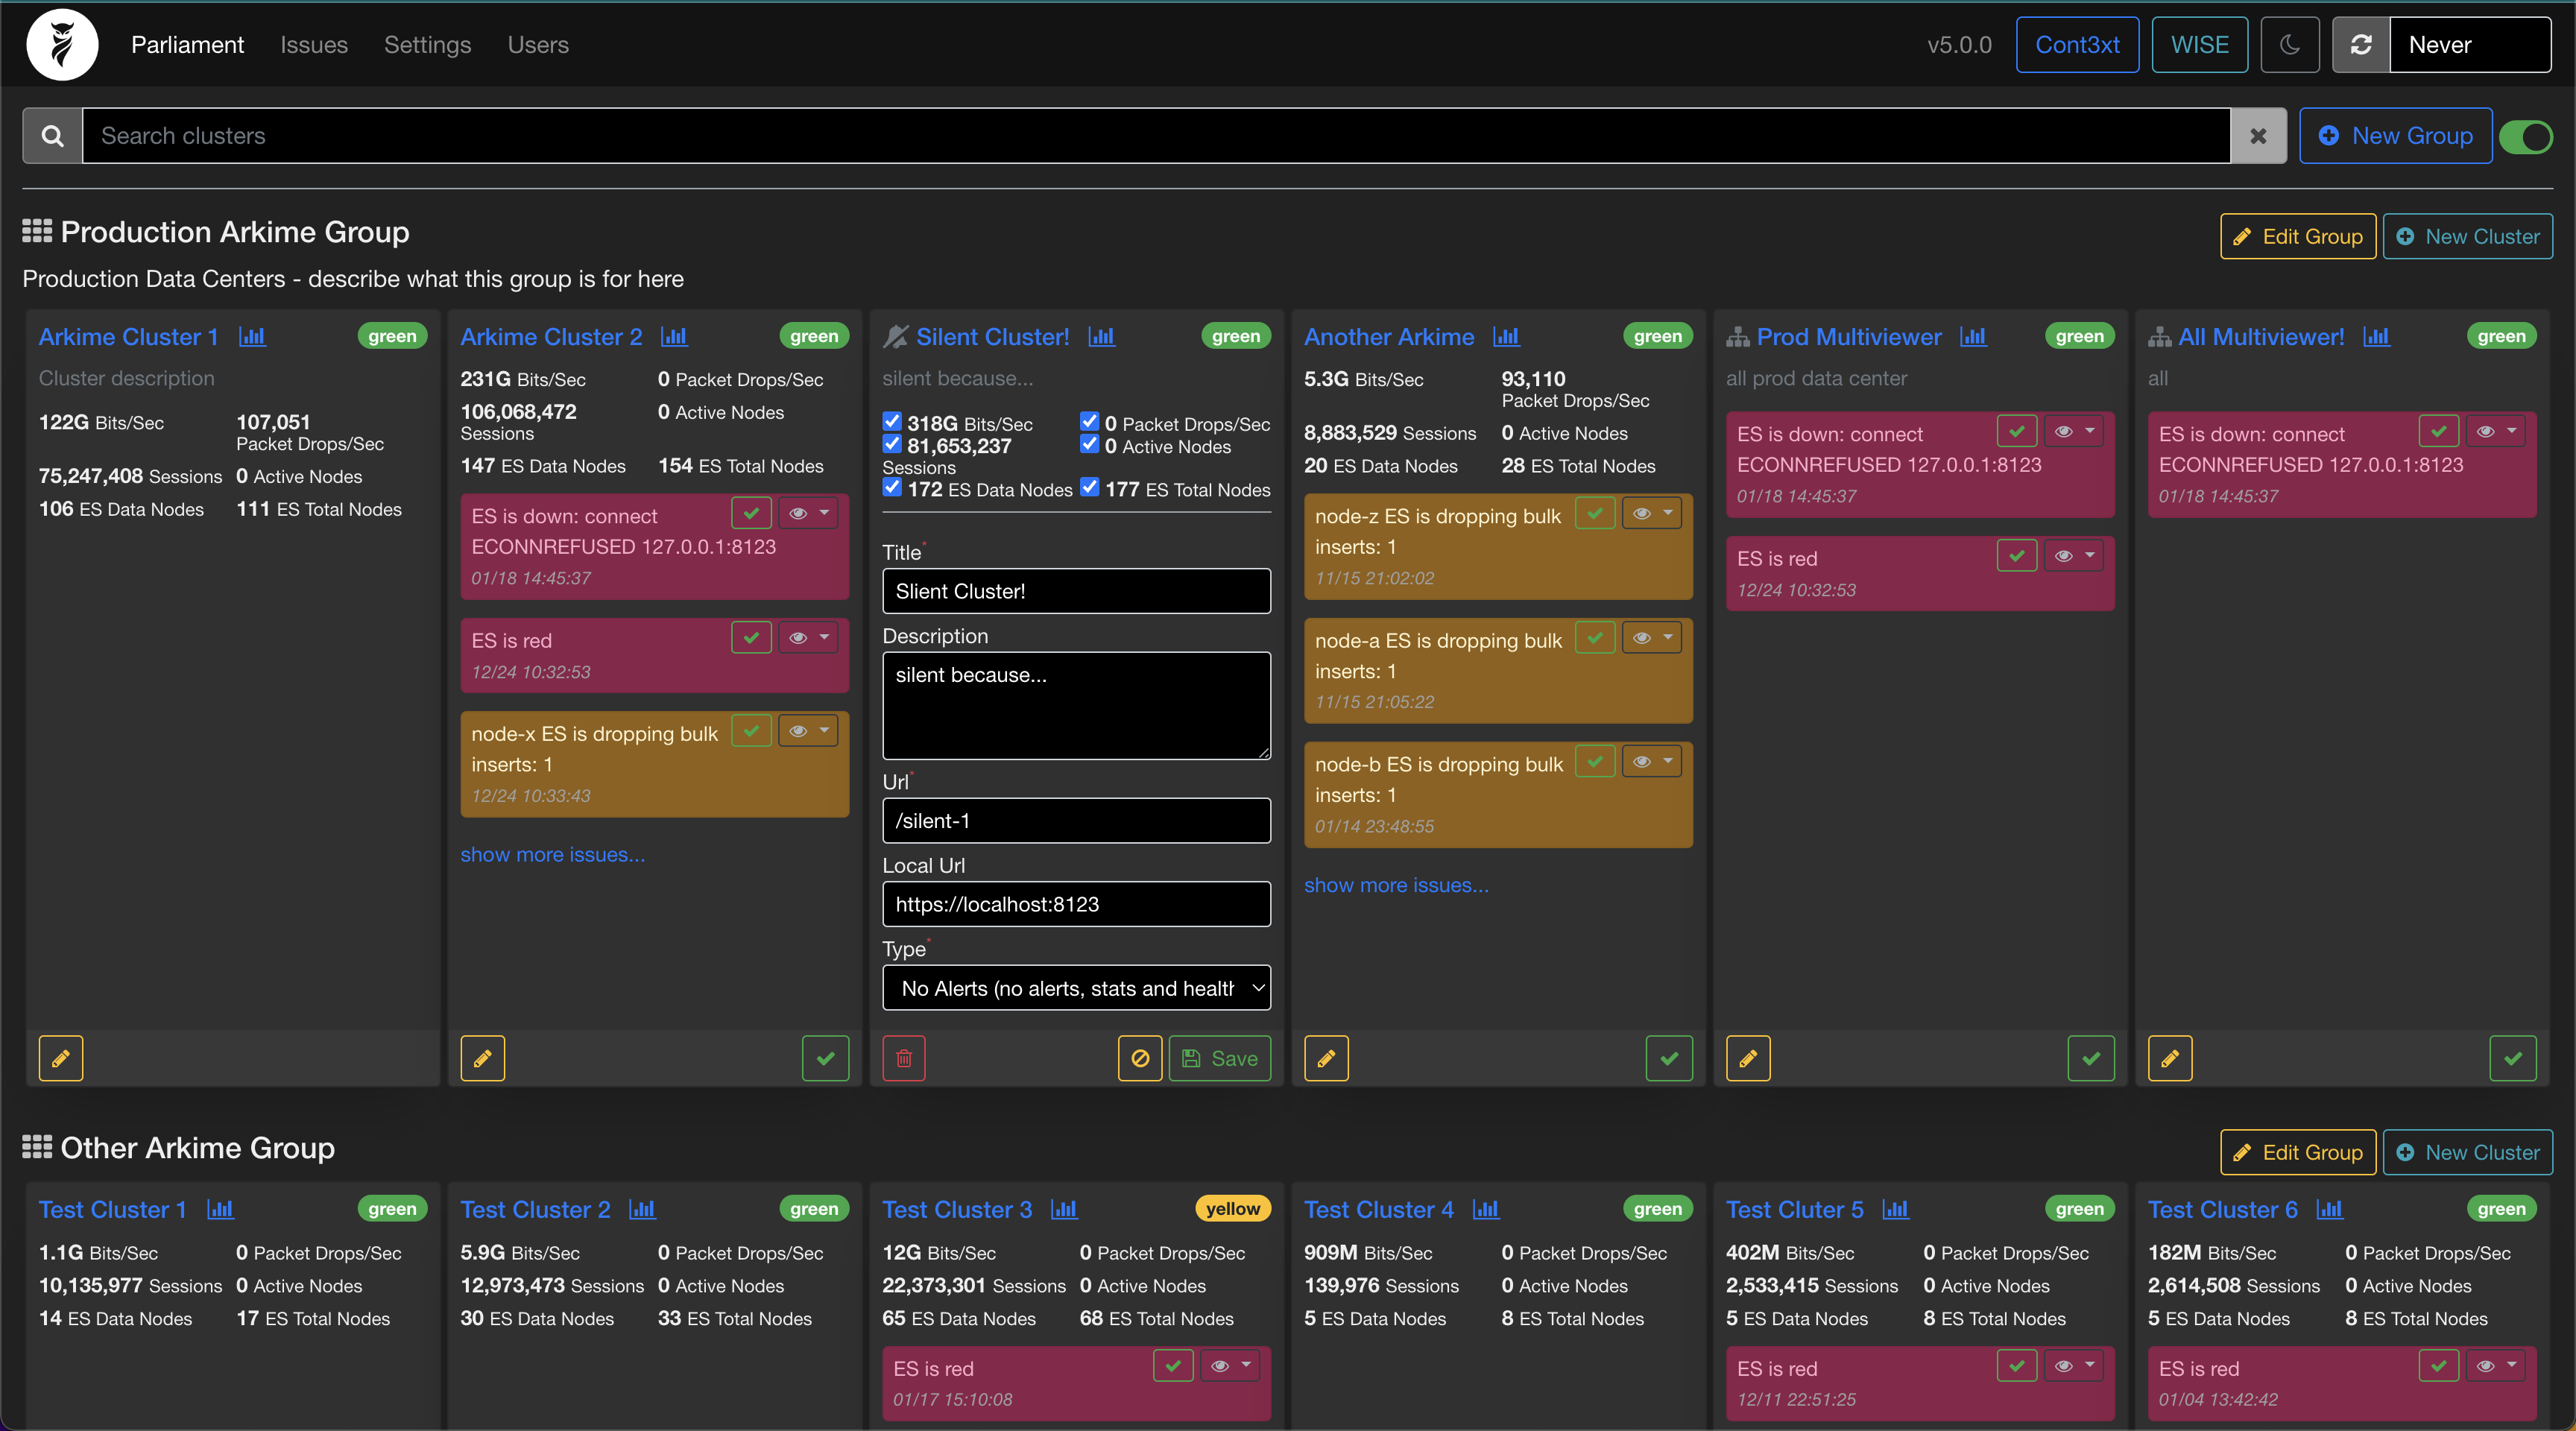 Parliament Issues Settings Users v5.0.0 Cont3xt WISE Never
Search clusters New Group
Production Arkime Group Edit Group New Cluster
Production Data Centers - describe what this group is for here
Arkime Cluster 1 green
Cluster description
122G Bits/Sec 107,051 Packet Drops/Sec
75,247,408 Sessions 0 Active Nodes
106 ES Data Nodes 111 ES Total Nodes
Arkime Cluster 2 green
231G Bits/Sec 0 Packet Drops/Sec
106,068,472 Sessions 0 Active Nodes
147 ES Data Nodes 154 ES Total Nodes
ES is down: connect
ECONNREFUSED 127.0.0.1:8123
01/18 14:45:37
ES is red
12/24 10:32:53
node-x ES is dropping bulk
inserts: 1
12/24 10:33:43
show more issues...
Silent Cluster! green
silent because...
318G Bits/Sec 0 Packet Drops/Sec
81,653,237 Sessions 0 Active Nodes
172 ES Data Nodes 177 ES Total Nodes
Title*
Slient Cluster!
Description
silent because...
Url*
/silent-1
Local Url
https://localhost:8123
Type*
No Alerts (no alerts, stats and health
Save
Another Arkime green
5.3G Bits/Sec 93,110 Packet Drops/Sec
8,883,529 Sessions 0 Active Nodes
20 ES Data Nodes 28 ES Total Nodes
node-z ES is dropping bulk
inserts: 1
11/15 21:02:02
node-a ES is dropping bulk
inserts: 1
11/15 21:05:22
node-b ES is dropping bulk
inserts: 1
01/14 23:48:55
show more issues...
Prod Multiviewer green
all prod data center
ES is down: connect
ECONNREFUSED 127.0.0.1:8123
01/18 14:45:37
ES is red
12/24 10:32:53
All Multiviewer! green
all
ES is down: connect
ECONNREFUSED 127.0.0.1:8123
01/18 14:45:37
Other Arkime Group Edit Group New Cluster
Test Cluster 1 green
1.1G Bits/Sec 0 Packet Drops/Sec
10,135,977 Sessions 0 Active Nodes
14 ES Data Nodes 17 ES Total Nodes
Test Cluster 2 green
5.9G Bits/Sec 0 Packet Drops/Sec
12,973,473 Sessions 0 Active Nodes
30 ES Data Nodes 33 ES Total Nodes
Test Cluster 3 yellow
12G Bits/Sec 0 Packet Drops/Sec
22,373,301 Sessions 0 Active Nodes
65 ES Data Nodes 68 ES Total Nodes
ES is red
01/17 15:10:08
Test Cluster 4 green
909M Bits/Sec 0 Packet Drops/Sec
139,976 Sessions 0 Active Nodes
5 ES Data Nodes 8 ES Total Nodes
Test Cluter 5 green
402M Bits/Sec 0 Packet Drops/Sec
2,533,415 Sessions 0 Active Nodes
5 ES Data Nodes 8 ES Total Nodes
ES is red
12/11 22:51:25
Test Cluster 6 green
182M Bits/Sec 0 Packet Drops/Sec
2,614,508 Sessions 0 Active Nodes
5 ES Data Nodes 8 ES Total Nodes
ES is red
01/04 13:42:42